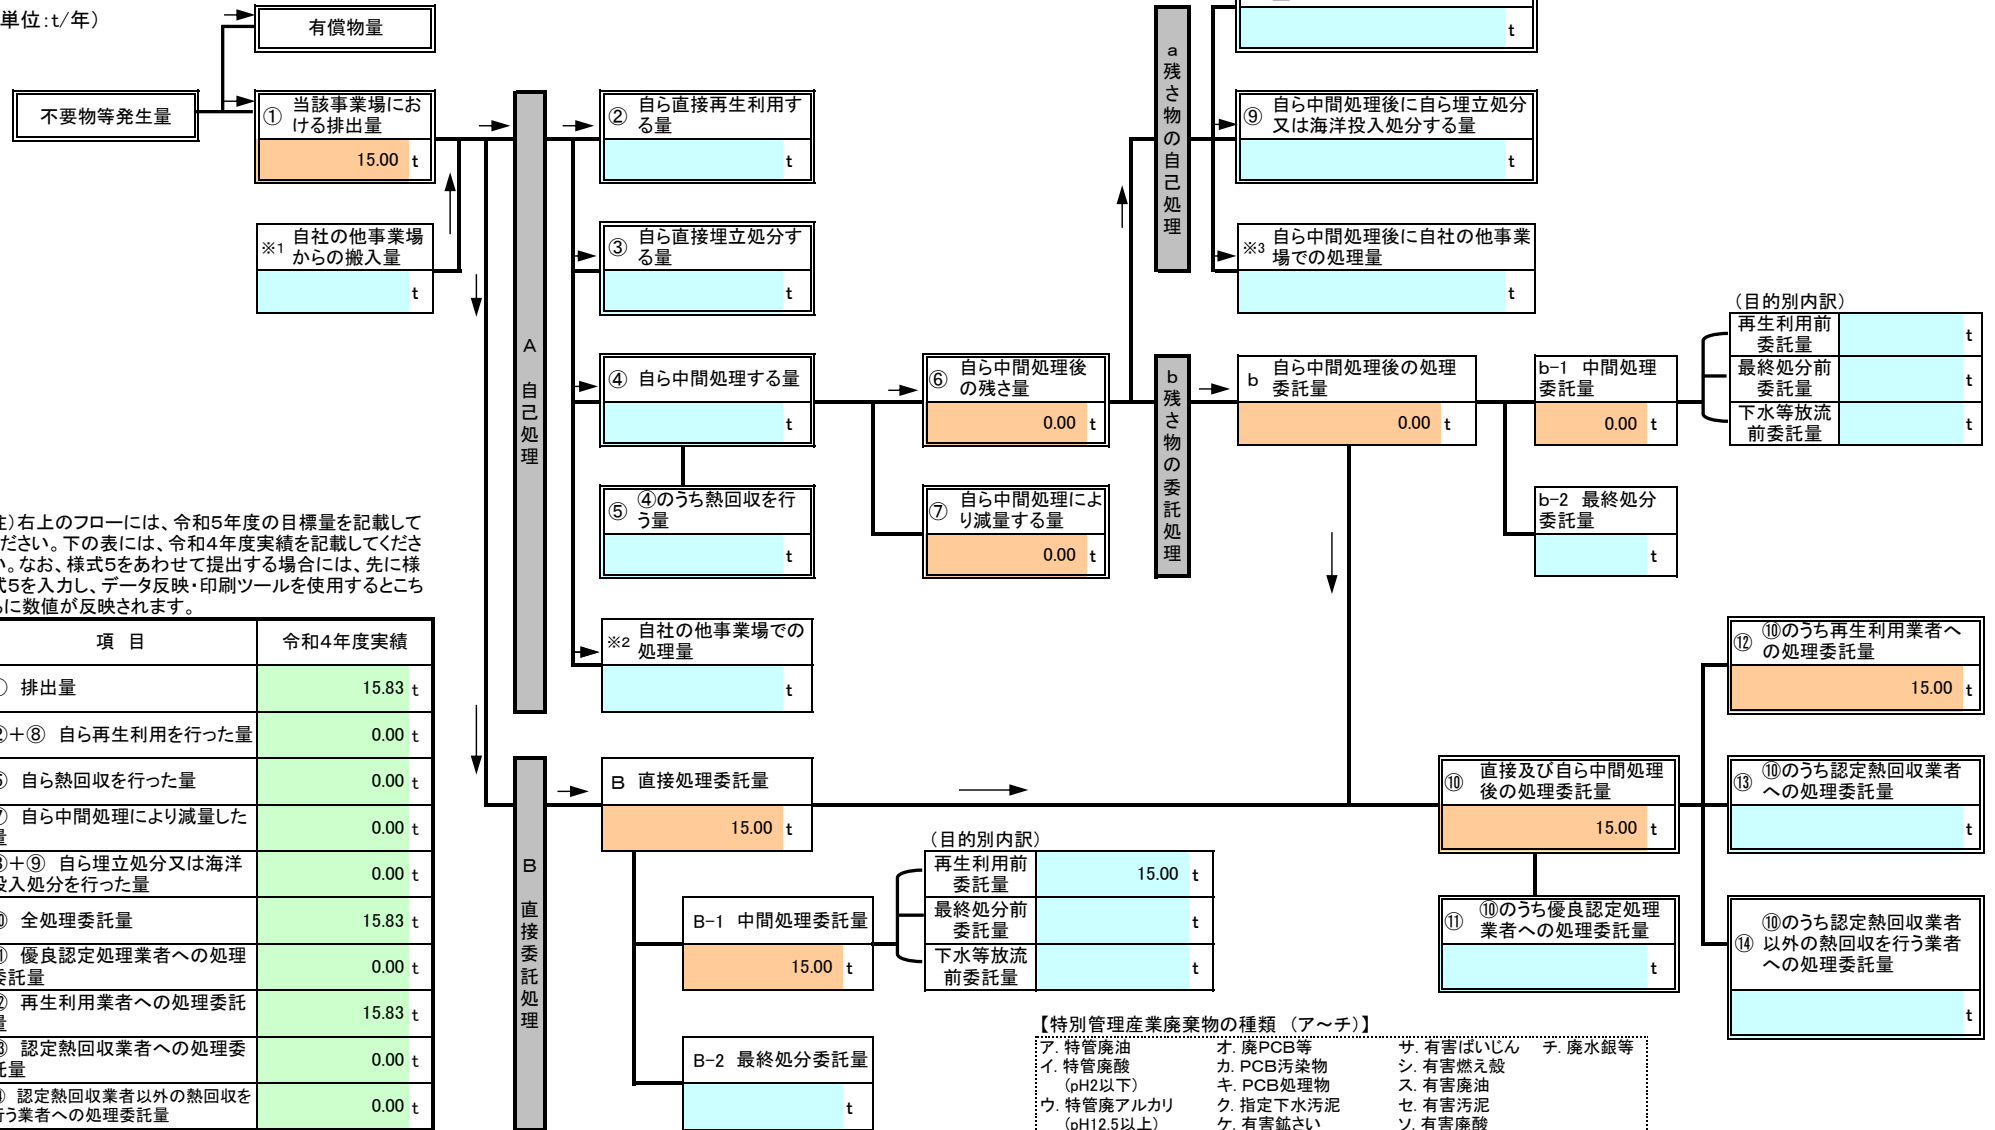 単位:t/年)
有償物量
t
不要物等発生量
① 当該事業場にお
ける排出量
15.00 t
※1 自社の他事業場
からの搬入量
t
A 自己処理
② 自ら直接再生利用す
る量
t
③ 自ら直接埋立処分す
る量
t
④ 自ら中間処理する量
t
⑤ ④のうち熱回収を行
う量
t
※2 自社の他事業場での
処理量
t
⑥ 自ら中間処理後
の残さ量
0.00 t
⑦ 自ら中間処理によ
り減量する量
0.00 t
a 残さ物の自己処理
⑨ 自ら中間処理後に自ら埋立処分
又は海洋投入処分する量
t
※3 自ら中間処理後に自社の他事業
場での処理量
t
b 残さ物の委託処理
b 自ら中間処理後の処理
委託量
0.00 t
b-1 中間処理
委託量
0.00 t
(目的別内訳)
再生利用前
委託量 t
最終処分前
委託量 t
下水等放流
前委託量 t
b-2 最終処分
委託量
t
)右上のフローには、令和5年度の目標量を記載して
ださい。下の表には、令和4年度実績を記載してくださ
。なお、様式5をあわせて提出する場合には、先に様
式5を入力し、データ反映・印刷ツールを使用するとこち
に数値が反映されます。
項 目 令和4年度実績
排出量 15.83 t
+⑧ 自ら再生利用を行った量 0.00 t
自ら熱回収を行った量 0.00 t
自ら中間処理により減量した
量 0.00 t
+⑨ 自ら埋立処分又は海洋
投入処分を行った量 0.00 t
全処理委託量 15.83 t
優良認定処理業者への処理
委託量 0.00 t
再生利用業者への処理委託
量 15.83 t
認定熱回収業者への処理委
託量 0.00 t
認定熱回収業者以外の熱回収を
行う業者への処理委託量 0.00 t
B 直接委託処理
B 直接処理委託量
15.00 t
B-1 中間処理委託量
15.00 t
(目的別内訳)
再生利用前
委託量 15.00 t
最終処分前
委託量 t
下水等放流
前委託量 t
B-2 最終処分委託量
t
⑩ 直接及び自ら中間処理
後の処理委託量
15.00 t
⑪ ⑩のうち優良認定処理
業者への処理委託量
t
⑫ ⑩のうち再生利用業者へ
の処理委託量
15.00 t
⑬ ⑩のうち認定熱回収業者
への処理委託量
t
⑭ ⑩のうち認定熱回収業者
以外の熱回収を行う業者
への処理委託量
t
【特別管理産業廃棄物の種類 (ア~チ)】
ア. 特管廃油 オ. 廃PCB等 サ. 有害ばいじん チ. 廃水銀等
イ. 特管廃酸 カ. PCB汚染物 シ. 有害燃え殻
(pH2以下) キ. PCB処理物 ス. 有害廃油
ウ. 特管廃アルカリ ク. 指定下水汚泥 セ. 有害汚泥
(pH12.5以上) ケ. 有害鉱さい ソ. 有害廃酸